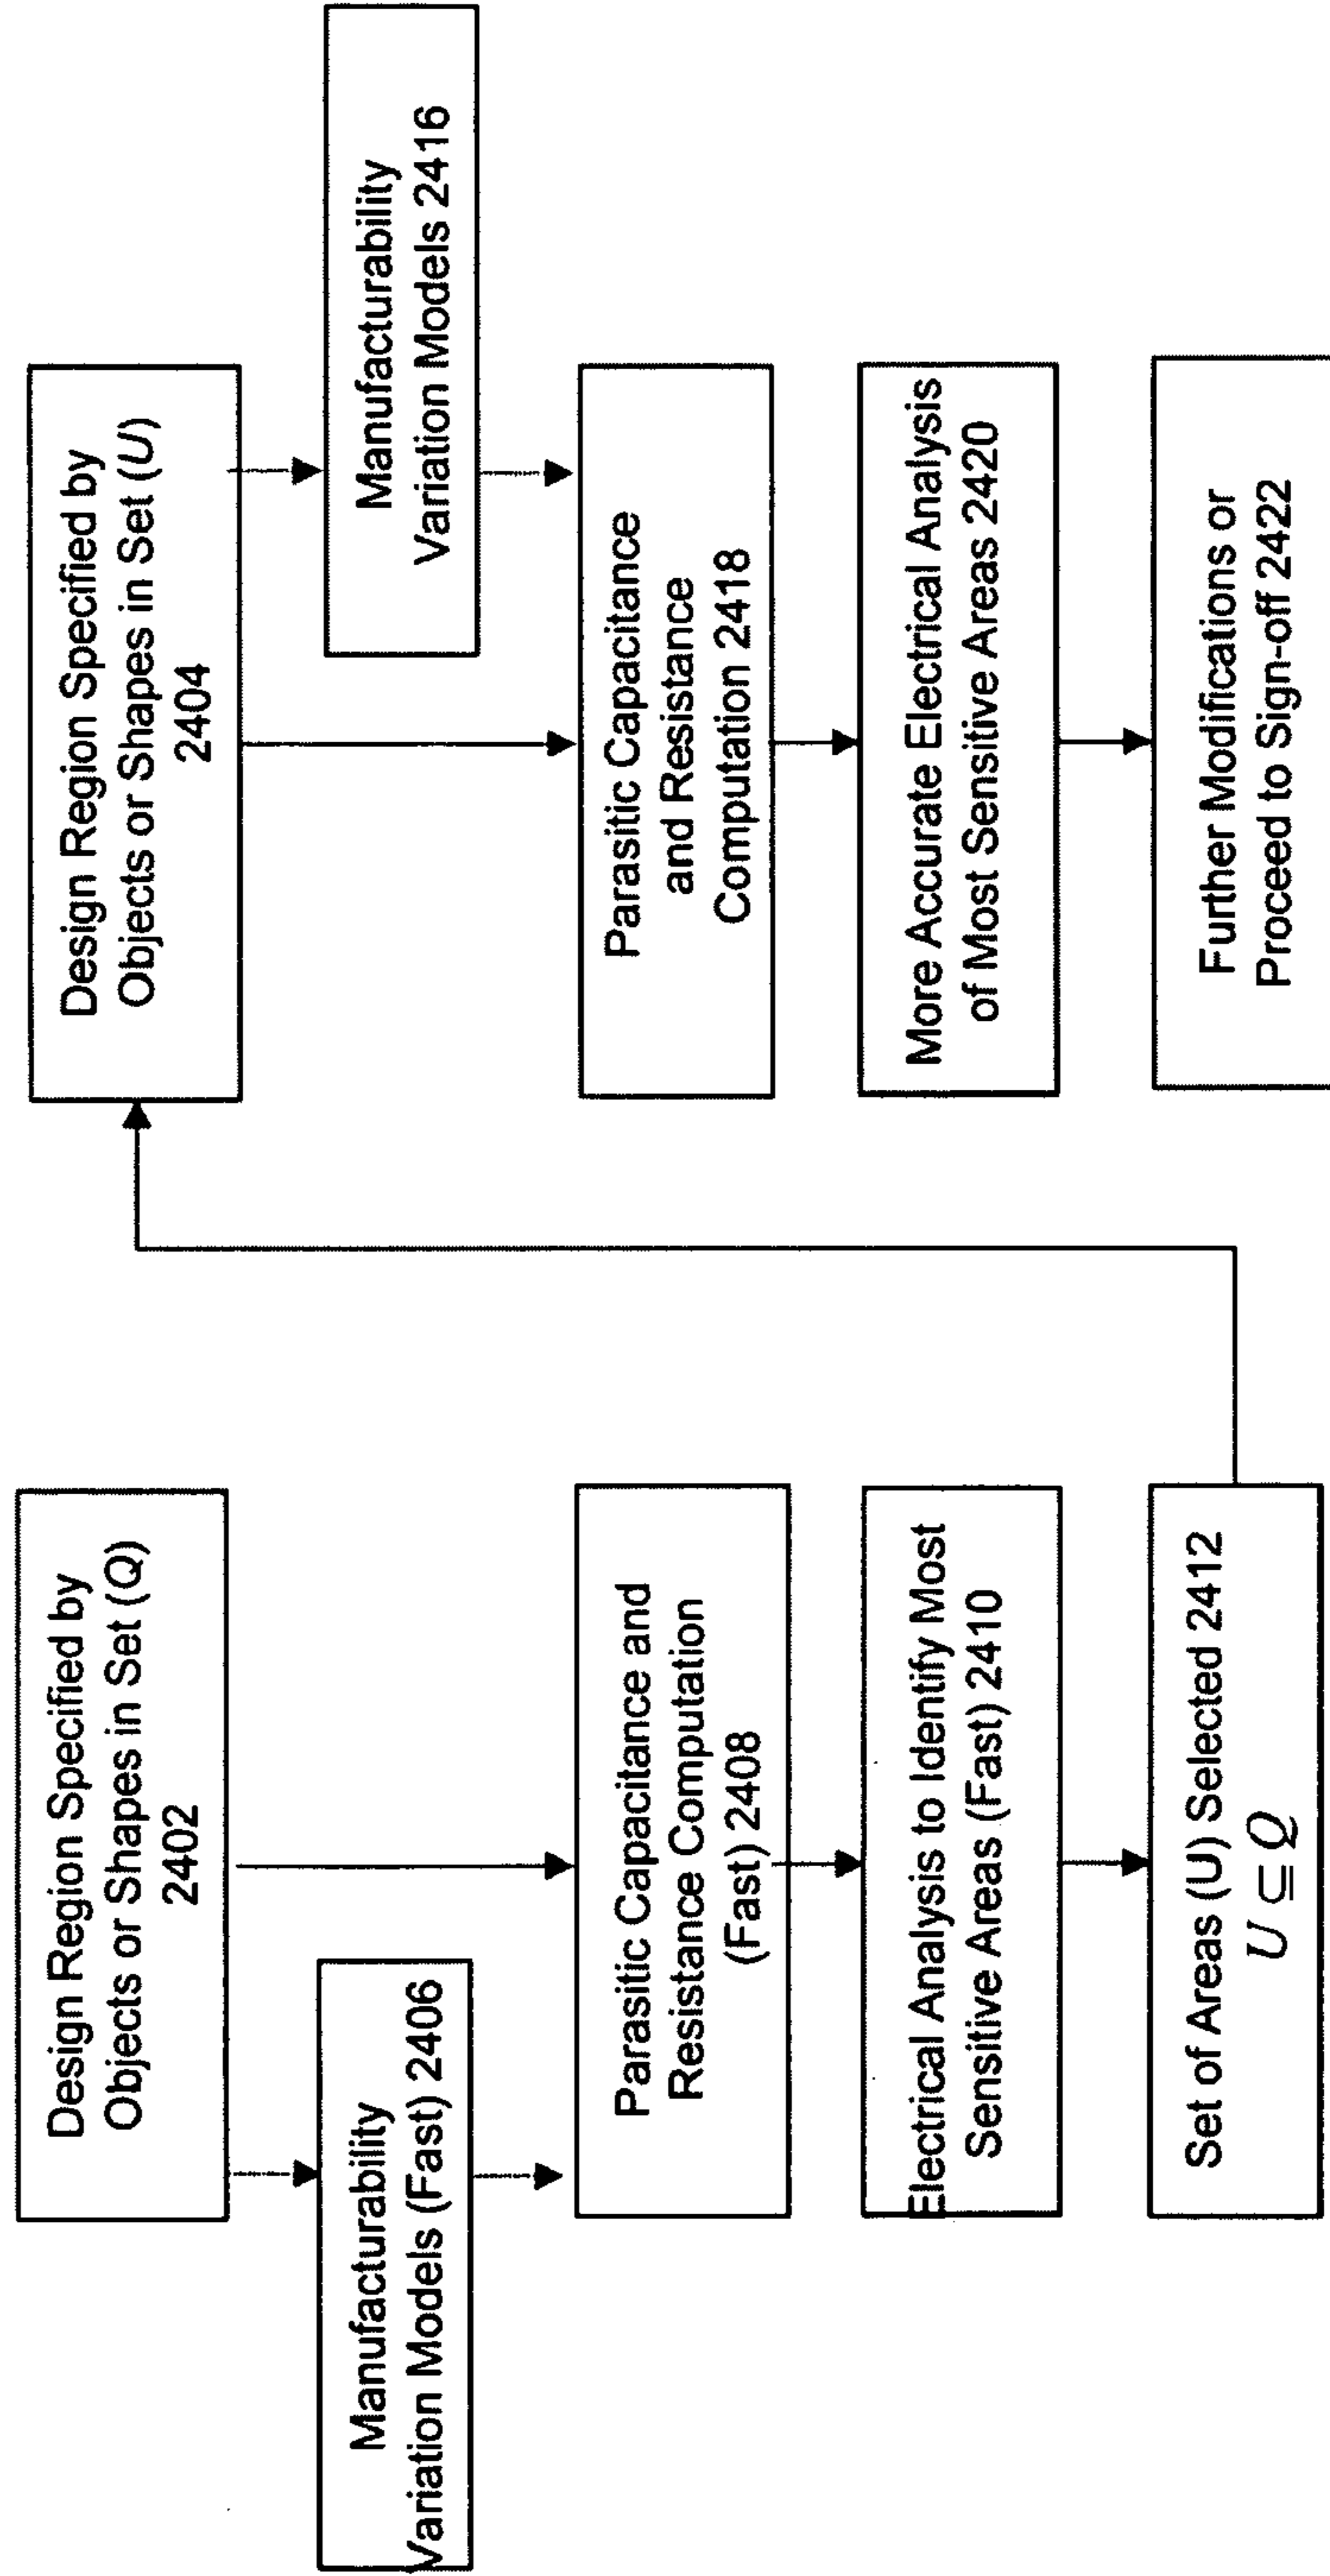 Design Region Specified by
Objects or Shapes in Set (Q)
2402
Manufacturability
Variation Models (Fast) 2406
Parasitic Capacitance and
Resistance Computation
(Fast) 2408
Electrical Analysis to Identify Most
Sensitive Areas (Fast) 2410
Set of Areas (U) Selected 2412
U ⊆ Q
Design Region Specified by
Objects or Shapes in Set (U)
2404
Manufacturability
Variation Models 2416
Parasitic Capacitance
and Resistance
Computation 2418
More Accurate Electrical Analysis
of Most Sensitive Areas 2420
Further Modifications or
Proceed to Sign-off 2422